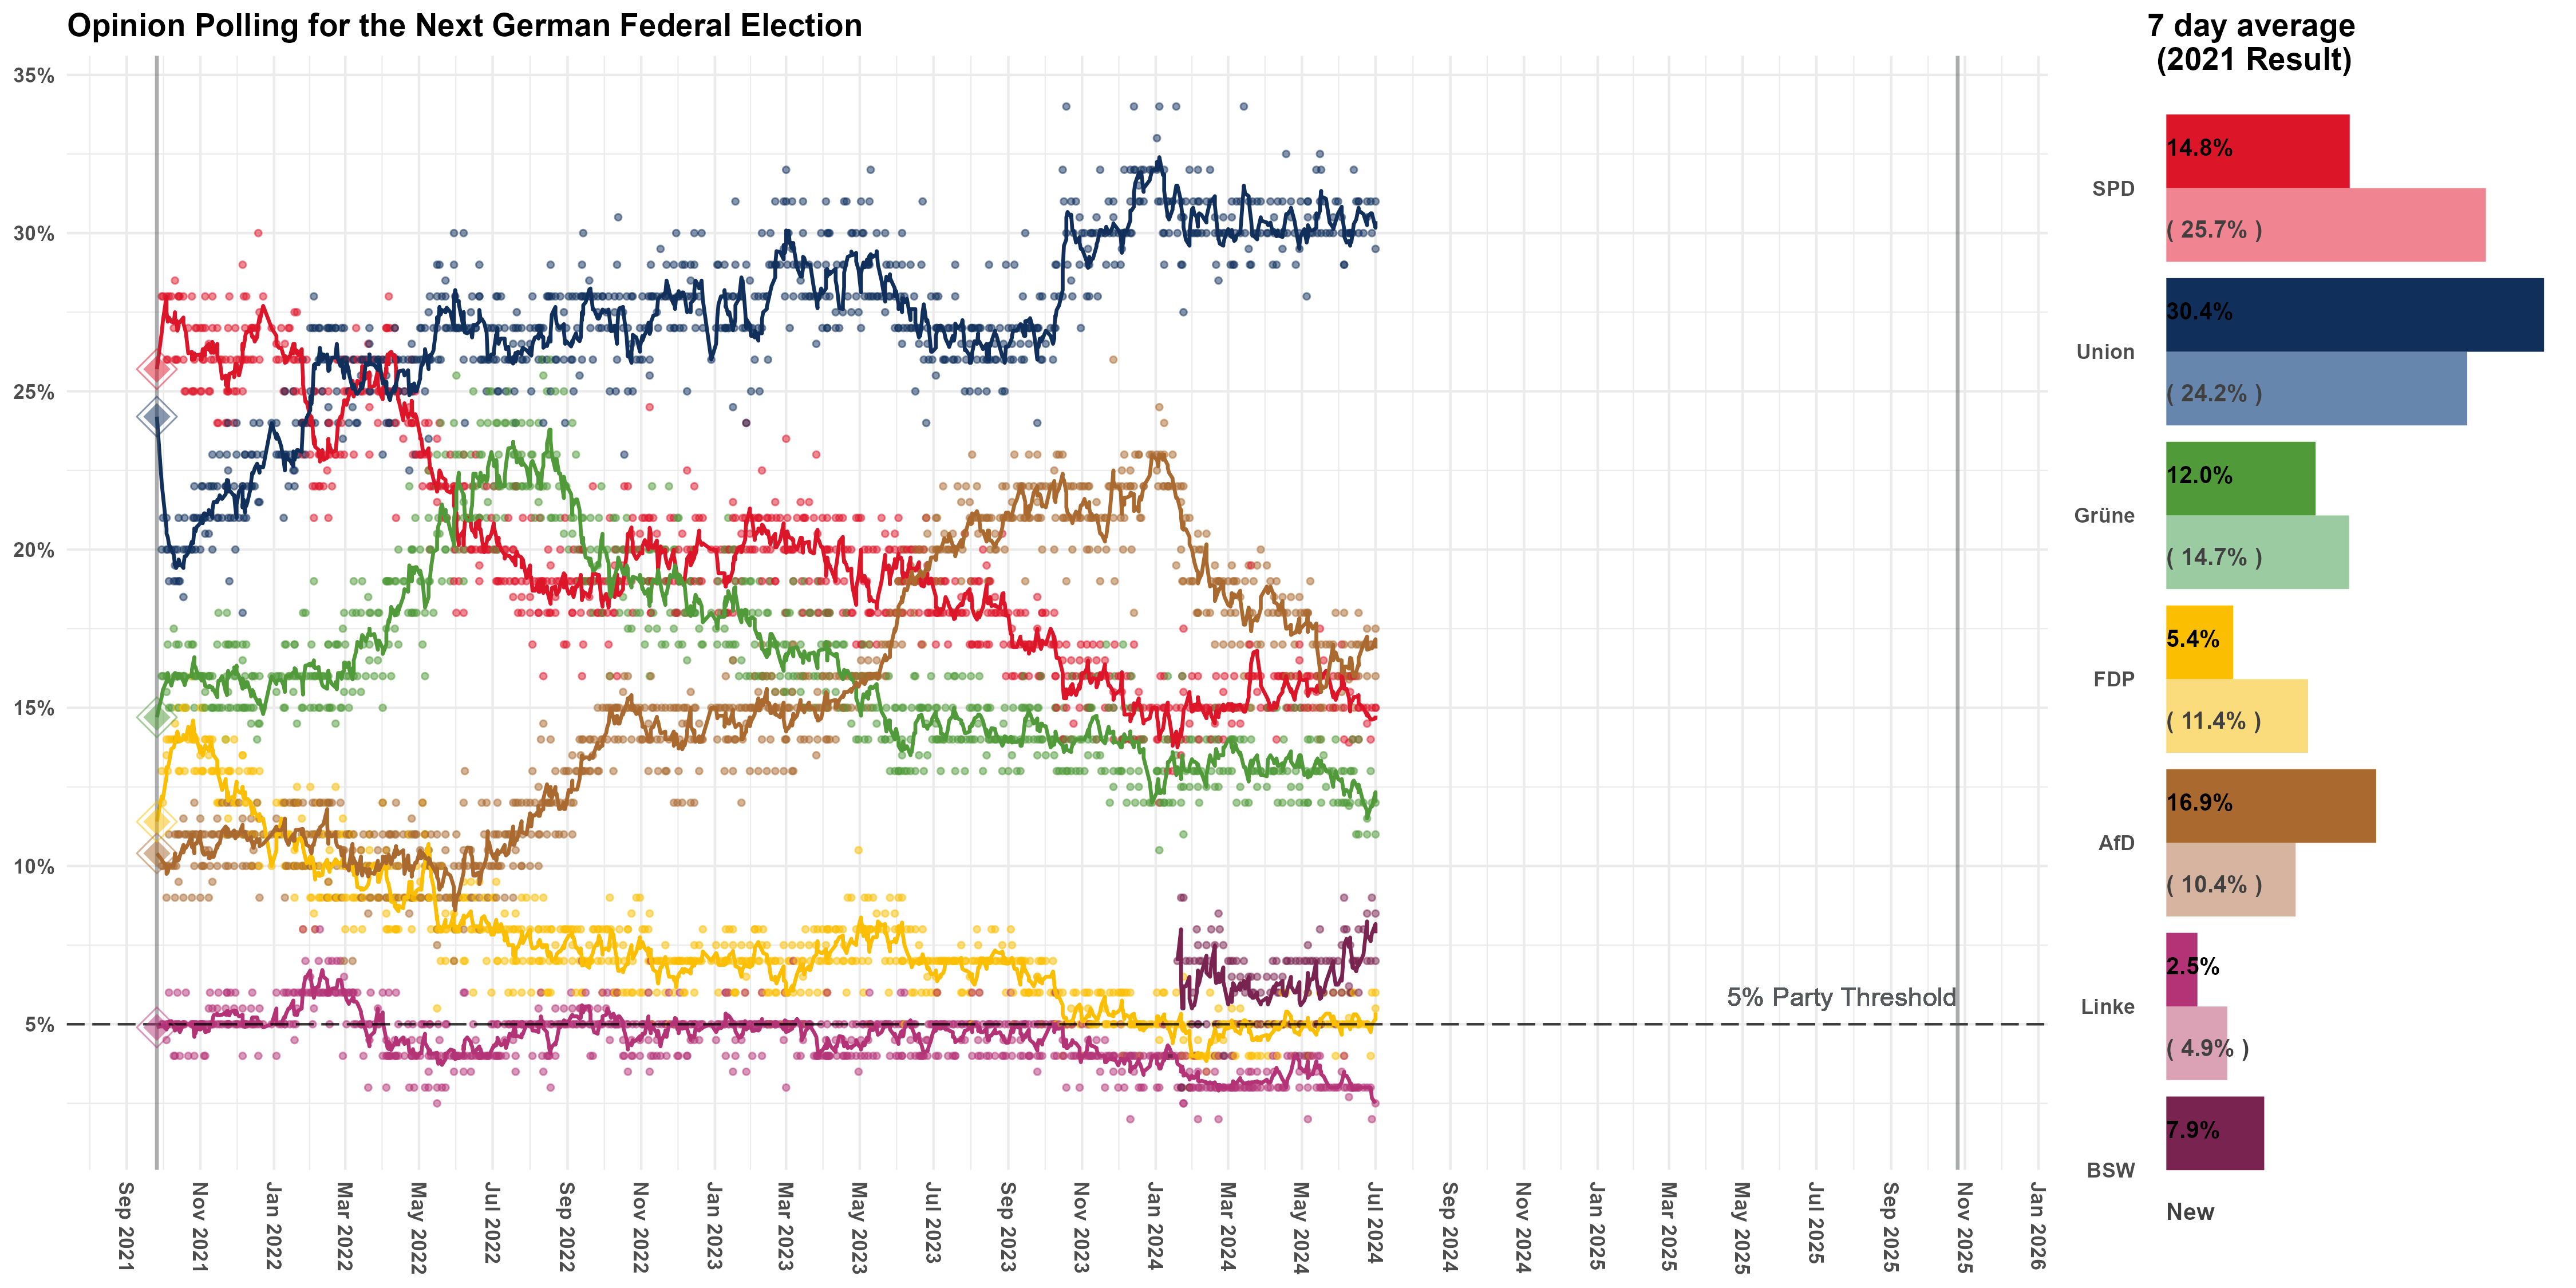 Opinion Polling for the Next German Federal Election
7 day average
(2021 Result)
35%
30%
25%
20%
15%
10%
5%
5% Party Threshold
Sep 2021
Nov 2021
Jan 2022
Mar 2022
May 2022
Jul 2022
Sep 2022
Nov 2022
Jan 2023
Mar 2023
May 2023
Jul 2023
Sep 2023
Nov 2023
Jan 2024
Mar 2024
May 2024
Jul 2024
Sep 2024
Nov 2024
Jan 2025
Mar 2025
May 2025
Jul 2025
Sep 2025
Nov 2025
Jan 2026
SPD
14.8%
( 25.7% )
Union
30.4%
( 24.2% )
Grüne
12.0%
( 14.7% )
FDP
5.4%
( 11.4% )
AfD
16.9%
( 10.4% )
Linke
2.5%
( 4.9% )
BSW
7.9%
New